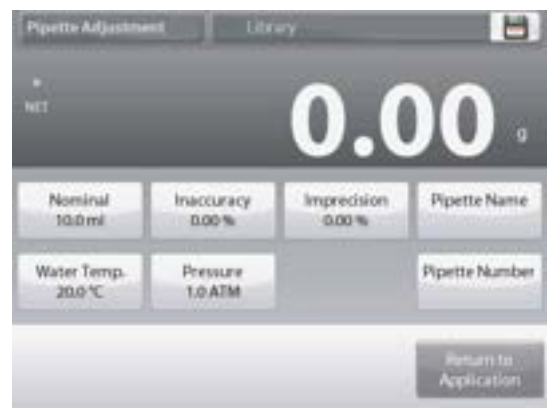 Pipette Adjustment
Library
NET
0.00 g
Nominal
10.0 ml
Inaccuracy
0.00 %
Imprecision
0.00 %
Pipette Name
Water Temp.
20.0 °C
Pressure
1.0 ATM
Pipette Number
Return to
Application